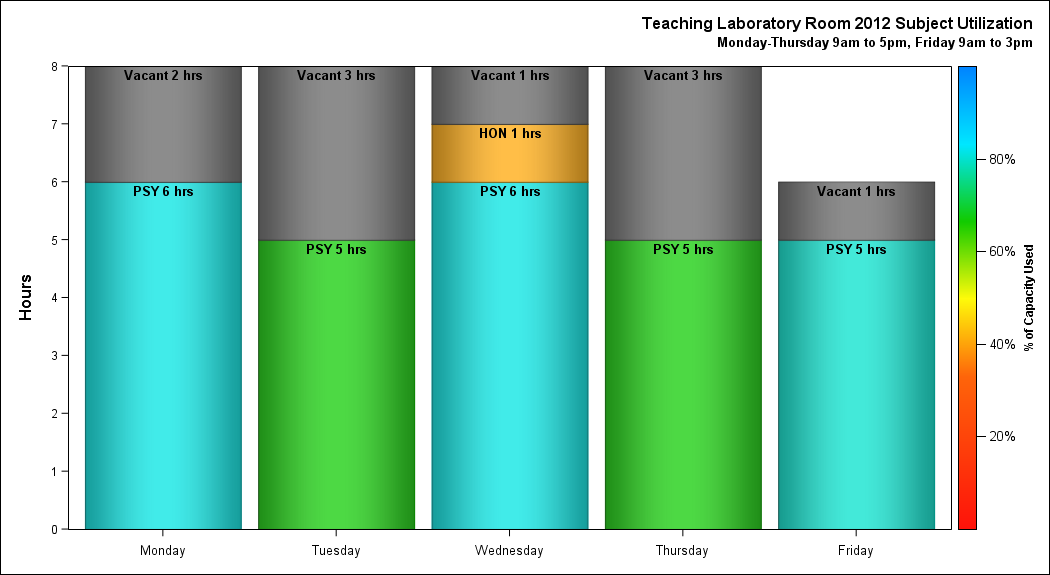 Teaching Laboratory Room 2012 Subject Utilization
Monday-Thursday 9am to 5pm, Friday 9am to 3pm
8
7
6
5
4
3
2
1
0
Hours
Vacant 2 hrs
PSY 6 hrs
Vacant 3 hrs
PSY 5 hrs
Vacant 1 hrs
HON 1 hrs
PSY 6 hrs
Vacant 3 hrs
PSY 5 hrs
Vacant 1 hrs
PSY 5 hrs
Monday
Tuesday
Wednesday
Thursday
Friday
80%
60%
40%
20%
% of Capacity Used